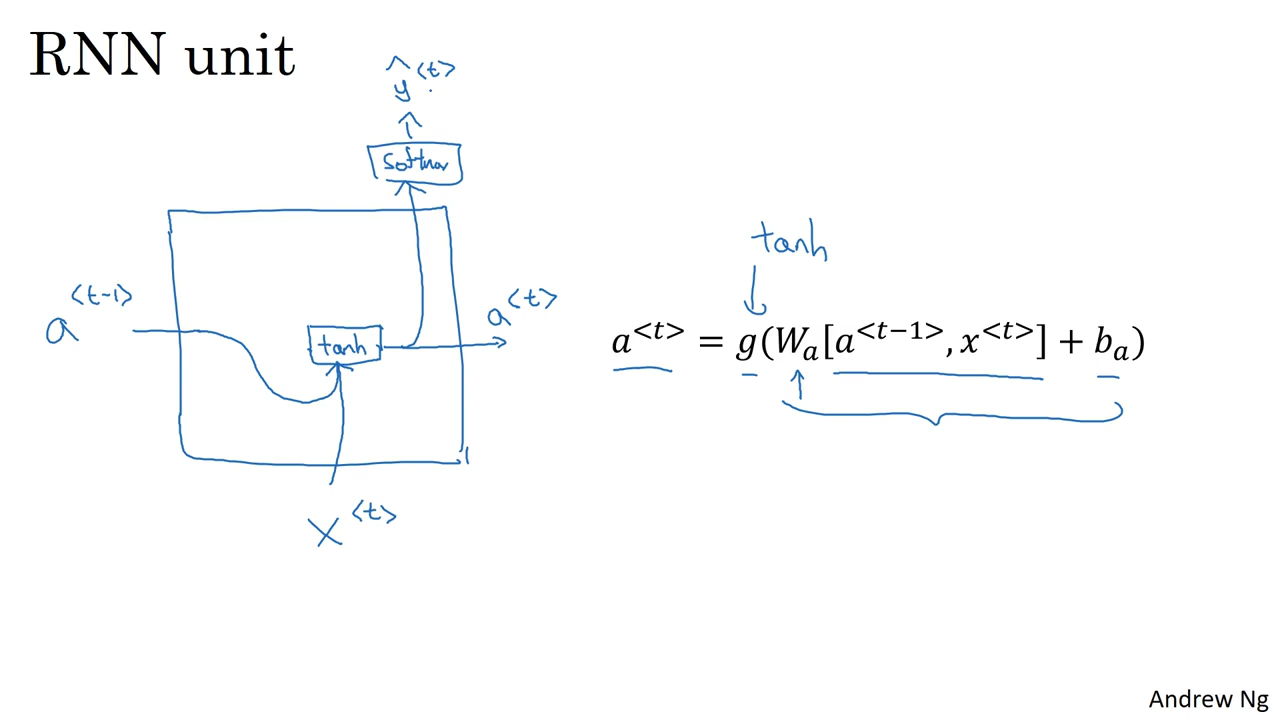 RNN unit
ŷ<t>
softmax
tanh
a<t-1>
a<t>
tanh
a<t> = g(Wₐ[a<t−1>, x<t>] + bₐ)
x<t>
Andrew Ng